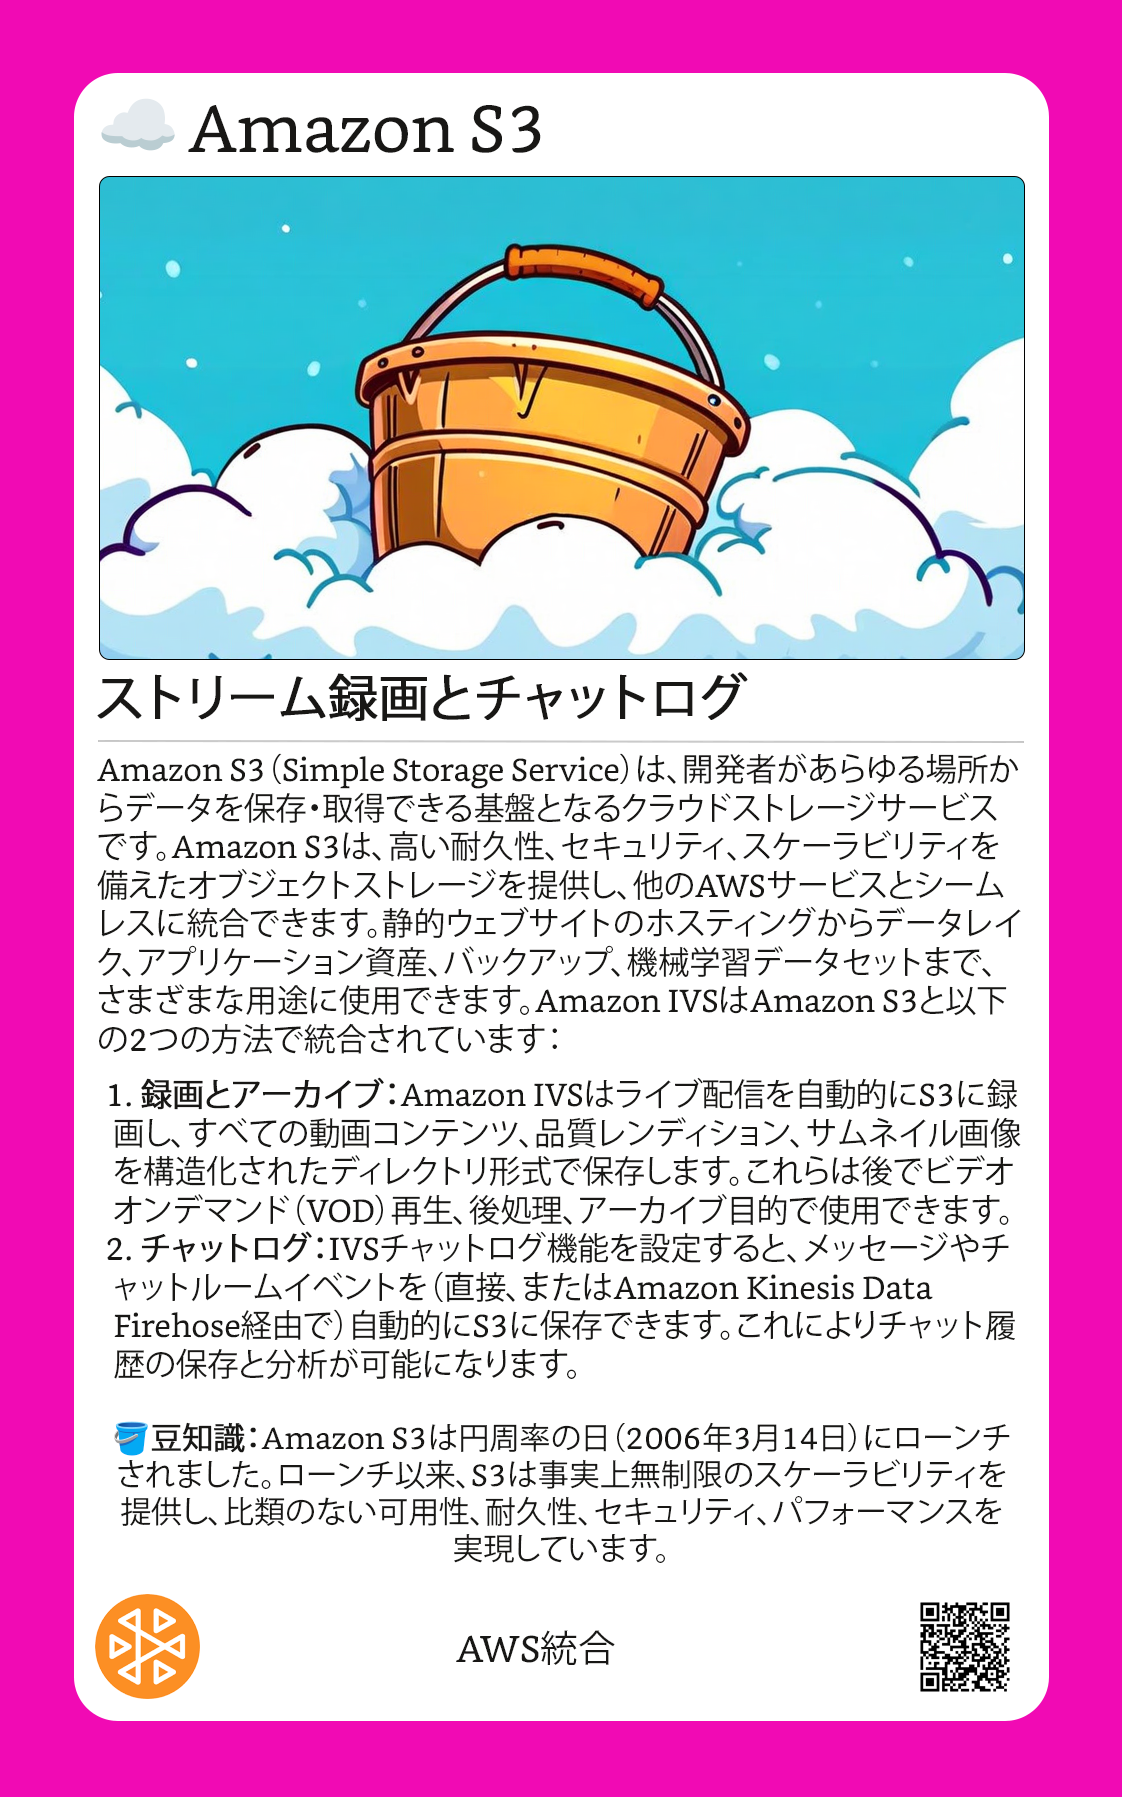 Amazon S3
ストリーム録画とチャットログ
Amazon S3（Simple Storage Service）は、開発者があらゆる場所か
らデータを保存・取得できる基盤となるクラウドストレージサービス
です。Amazon S3は、高い耐久性、セキュリティ、スケーラビリティを
備えたオブジェクトストレージを提供し、他のAWSサービスとシーム
レスに統合できます。静的ウェブサイトのホスティングからデータレイ
ク、アプリケーション資産、バックアップ、機械学習データセットまで、
さまざまな用途に使用できます。Amazon IVSはAmazon S3と以下
の2つの方法で統合されています：
1. 録画とアーカイブ：Amazon IVSはライブ配信を自動的にS3に録
画し、すべての動画コンテンツ、品質レンディション、サムネイル画像
を構造化されたディレクトリ形式で保存します。これらは後でビデオ
オンデマンド（VOD）再生、後処理、アーカイブ目的で使用できます。
2. チャットログ：IVSチャットログ機能を設定すると、メッセージやチ
ャットルームイベントを（直接、またはAmazon Kinesis Data
Firehose経由で）自動的にS3に保存できます。これによりチャット履
歴の保存と分析が可能になります。
🪣豆知識：Amazon S3は円周率の日（2006年3月14日）にローンチ
されました。ローンチ以来、S3は事実上無制限のスケーラビリティを
提供し、比類のない可用性、耐久性、セキュリティ、パフォーマンスを
実現しています。
AWS統合